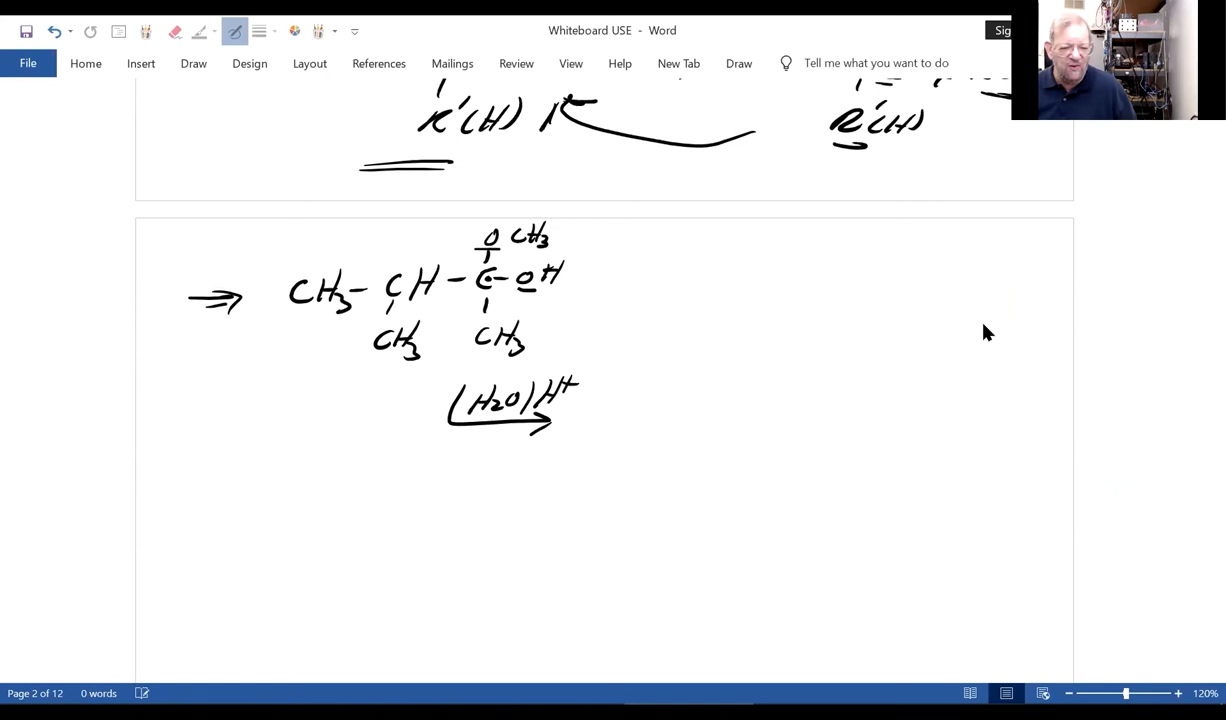 Whiteboard USE - Word
Sig
File Home Insert Draw Design Layout References Mailings Review View Help New Tab Draw Tell me what you want to do
R'(H) R'(H)
O CH3
CH3 - CH - C - OH
CH3 CH3
(H2O) H+
Page 2 of 12 0 words 120%